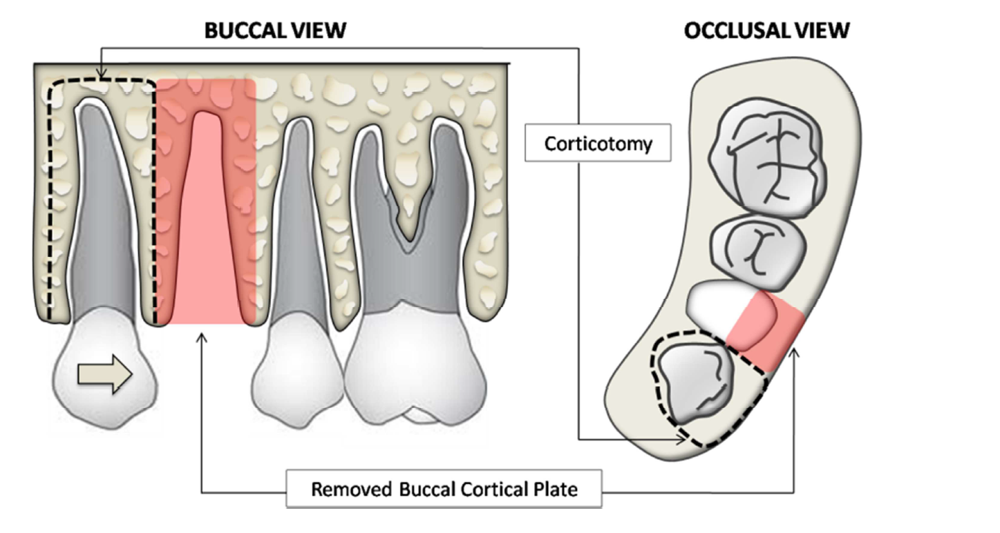 BUCCAL VIEW
OCCLUSAL VIEW
Corticotomy
Removed Buccal Cortical Plate